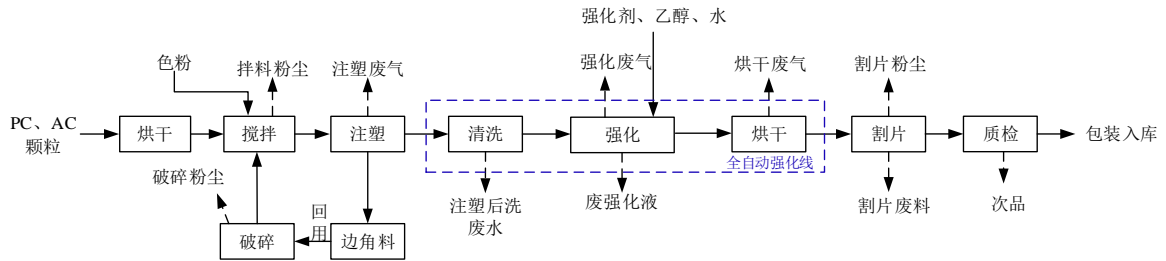 强化剂、乙醇、水
色粉
拌料粉尘
注塑废气
强化废气
烘干废气
割片粉尘
PC、AC
颗粒
烘干
搅拌
注塑
清洗
强化
烘干
割片
质检
包装入库
全自动强化线
破碎粉尘
回
用
注塑后洗
废水
废强化液
割片废料
次品
破碎
边角料